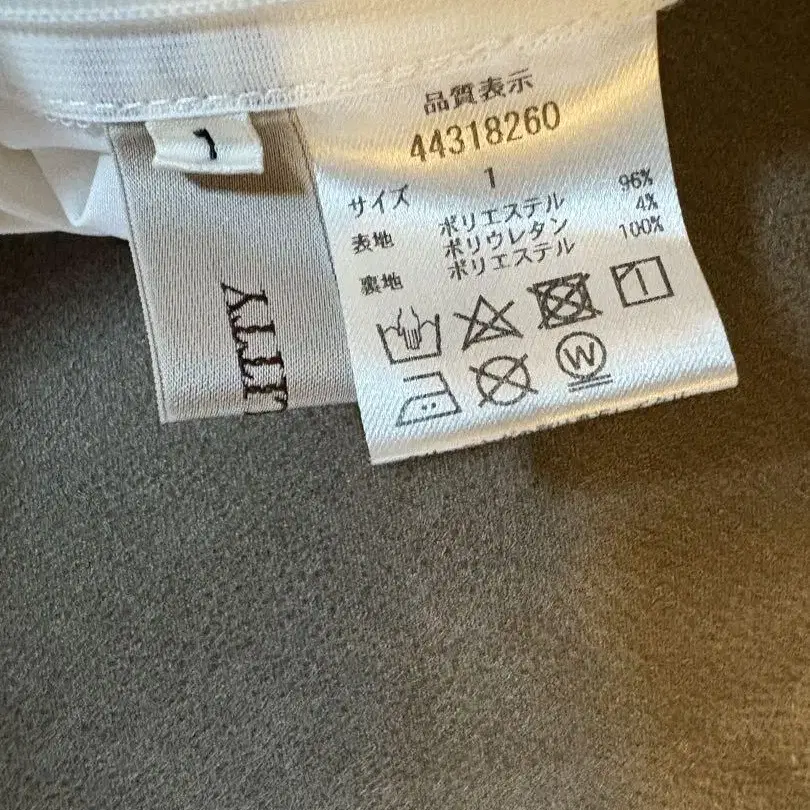 品質表示
44318260
サイズ 1
表地 ポリエステル 96%
ポリウレタン 4%
裏地 ポリエステル 100%
W
1